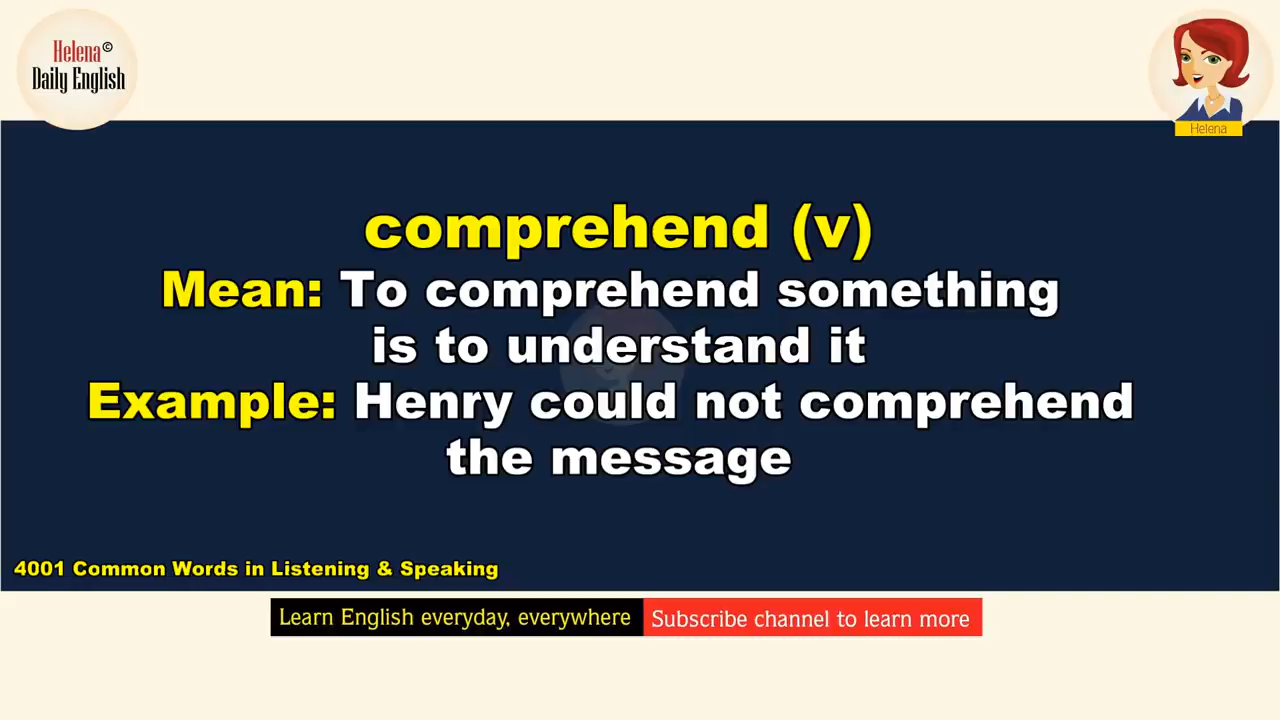 Helena©
Daily English
Helena
comprehend (v)
Mean: To comprehend something
is to understand it
Example: Henry could not comprehend
the message
4001 Common Words in Listening & Speaking
Learn English everyday, everywhere
Subscribe channel to learn more